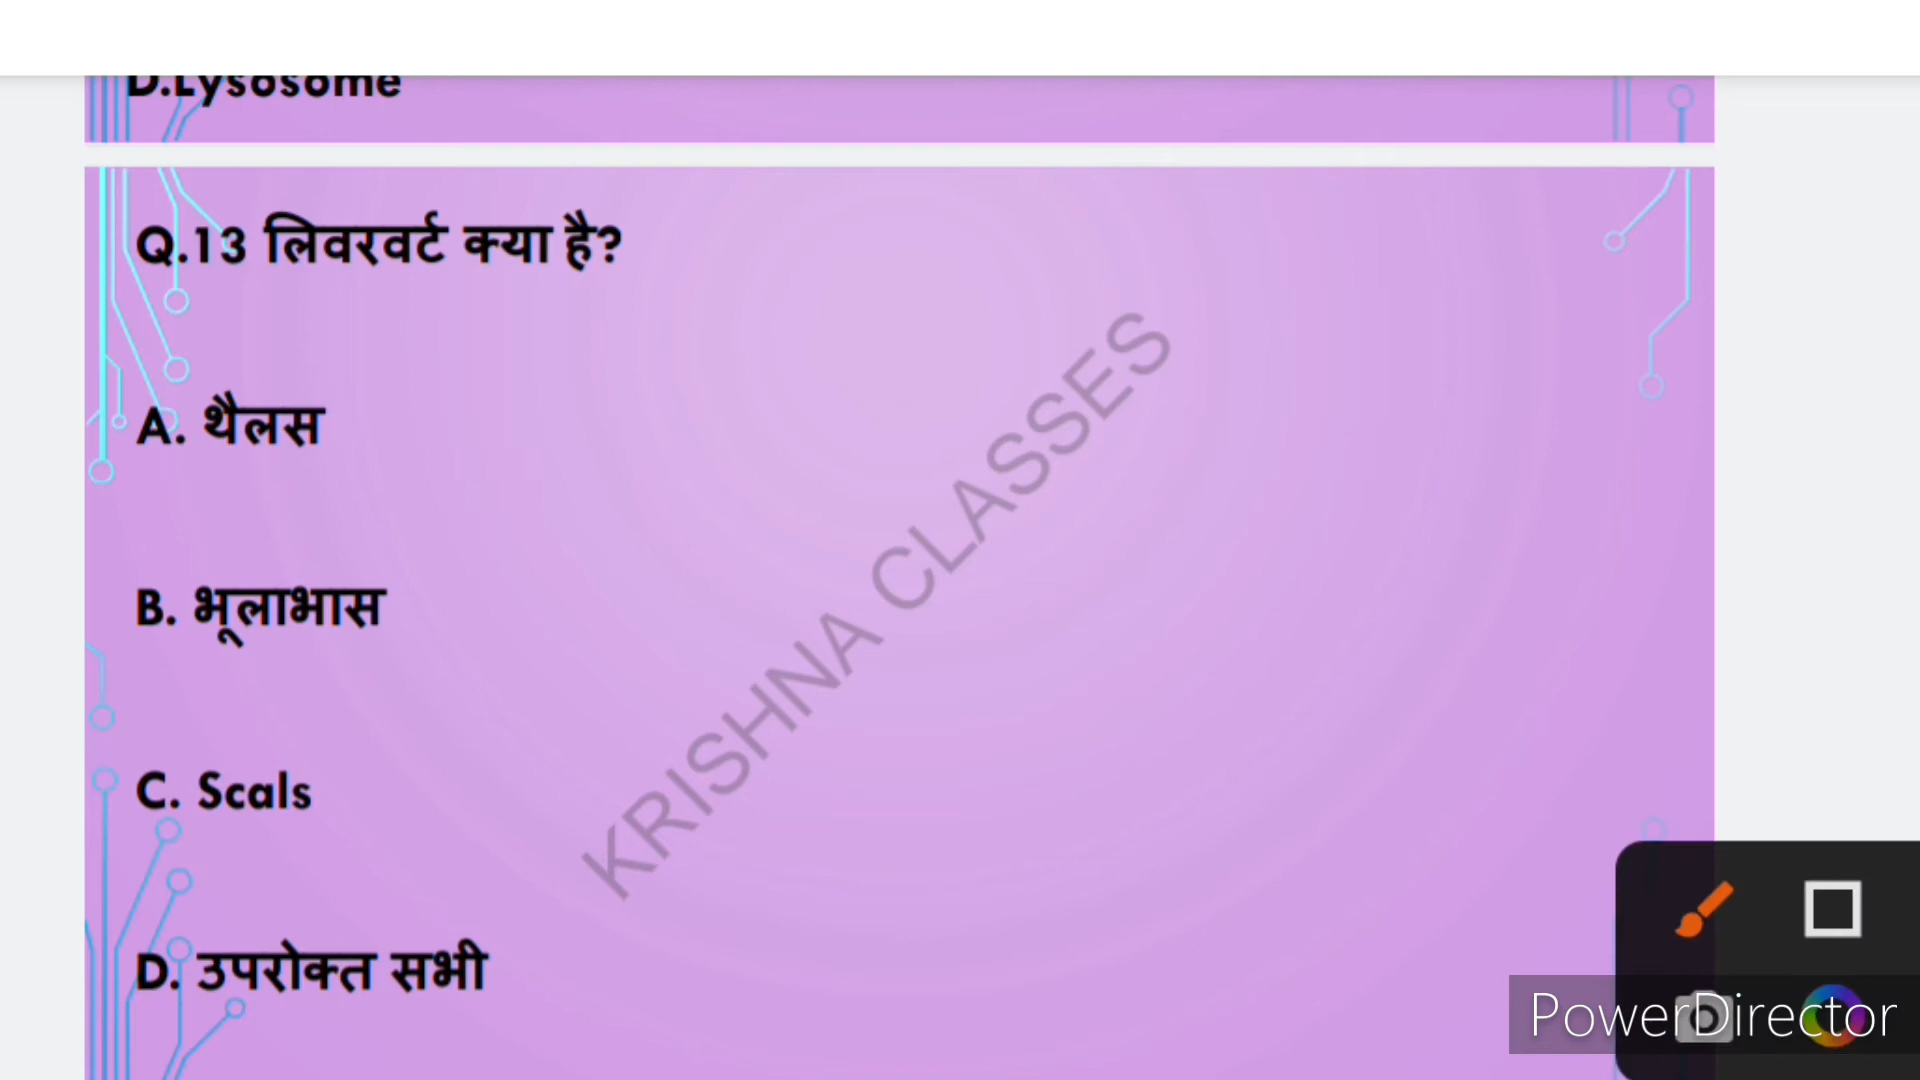 D.Lysosome
Q.13 लिवरवर्ट क्या है?
A. थैलस
B. भूलाभास
C. Scals
D. उपरोक्त सभी
KRISHNA CLASSES
PowerDirector